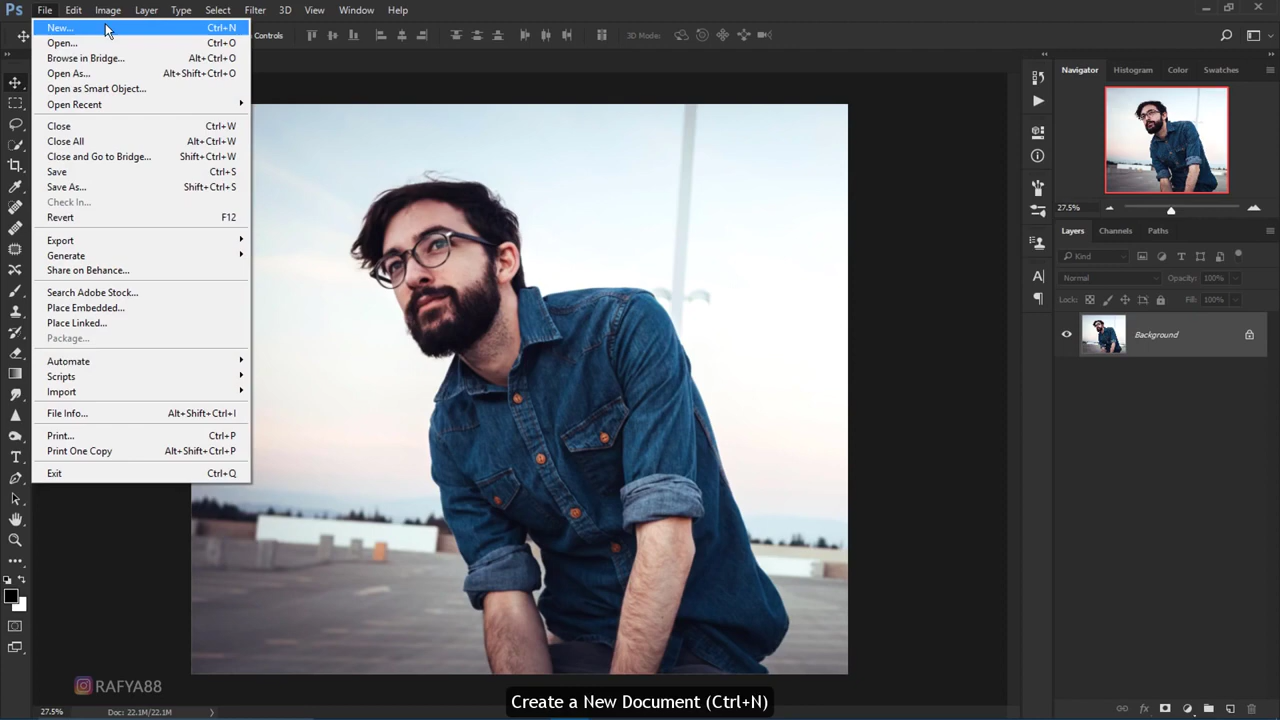 Ps File Edit Image Layer Type Select Filter 3D View Window Help
Controls 3D Mode:
New... Ctrl+N
Open... Ctrl+O
Browse in Bridge... Alt+Ctrl+O
Open As... Alt+Shift+Ctrl+O
Open as Smart Object...
Open Recent
Close Ctrl+W
Close All Alt+Ctrl+W
Close and Go to Bridge... Shift+Ctrl+W
Save Ctrl+S
Save As... Shift+Ctrl+S
Check In...
Revert F12
Export
Generate
Share on Behance...
Search Adobe Stock...
Place Embedded...
Place Linked...
Package...
Automate
Scripts
Import
File Info... Alt+Shift+Ctrl+I
Print... Ctrl+P
Print One Copy Alt+Shift+Ctrl+P
Exit Ctrl+Q
Navigator Histogram Color Swatches
27.5%
Layers Channels Paths
Kind
Normal Opacity: 100%
Lock: Fill: 100%
Background
RAFYA88
Create a New Document (Ctrl+N)
27.5% Doc: 22.1M/22.1M